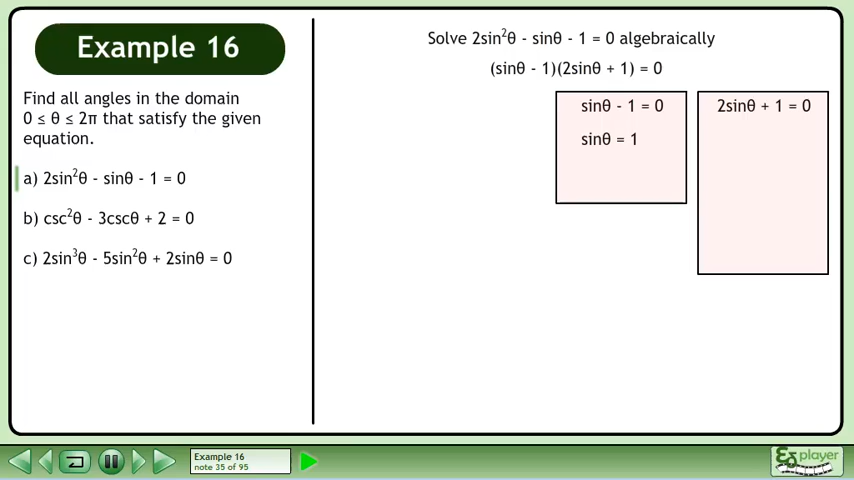 Example 16
Find all angles in the domain
0 ≤ θ ≤ 2π that satisfy the given
equation.
a) 2sin²θ - sinθ - 1 = 0
b) csc²θ - 3cscθ + 2 = 0
c) 2sin³θ - 5sin²θ + 2sinθ = 0
Solve 2sin²θ - sinθ - 1 = 0 algebraically
(sinθ - 1)(2sinθ + 1) = 0
sinθ - 1 = 0
sinθ = 1
2sinθ + 1 = 0
Example 16
note 35 of 95
player